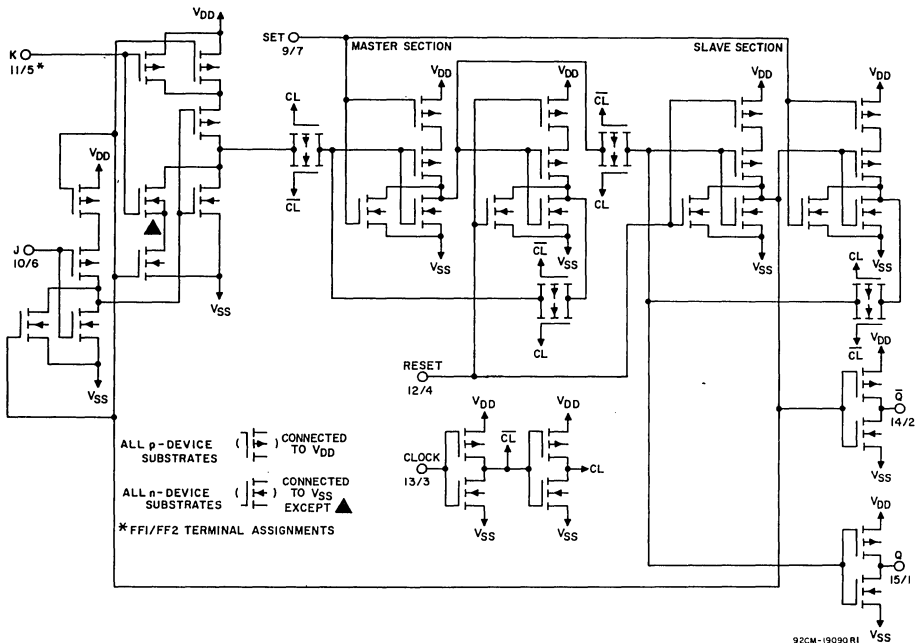 VDD
K
11/5*
SET
9/7
MASTER SECTION
SLAVE SECTION
VDD
VDD
VDD
VDD
CL
CL
CL
CL
VDD
J
10/6
VSS
VSS
VSS
VSS
VSS
VSS
CL
CL
CL
CL
VDD
RESET
12/4
VDD
VDD
Q
14/2
VSS
ALL p-DEVICE SUBSTRATES ( ) CONNECTED TO VDD
CL
CLOCK
13/3
CL
ALL n-DEVICE SUBSTRATES ( ) CONNECTED TO VSS EXCEPT ▲
VSS
VSS
VDD
* FF1/FF2 TERMINAL ASSIGNMENTS
Q
15/1
VSS
92CM-19090R1